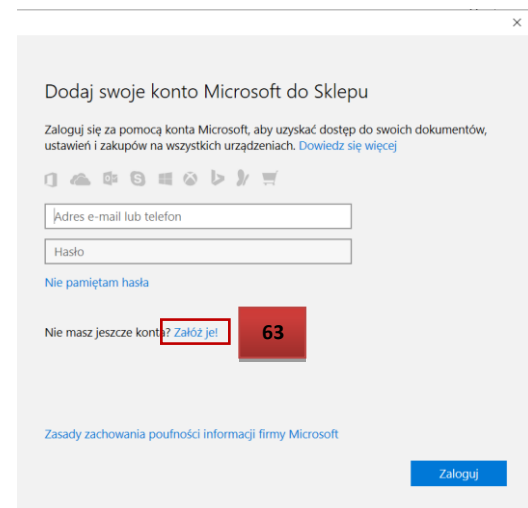 Dodaj swoje konto Microsoft do Sklepu
Zaloguj się za pomocą konta Microsoft, aby uzyskać dostęp do swoich dokumentów,
ustawień i zakupów na wszystkich urządzeniach. Dowiedz się więcej
Adres e-mail lub telefon
Hasło
Nie pamiętam hasła
Nie masz jeszcze konta? Załóż je!
63
Zasady zachowania poufności informacji firmy Microsoft
Zaloguj